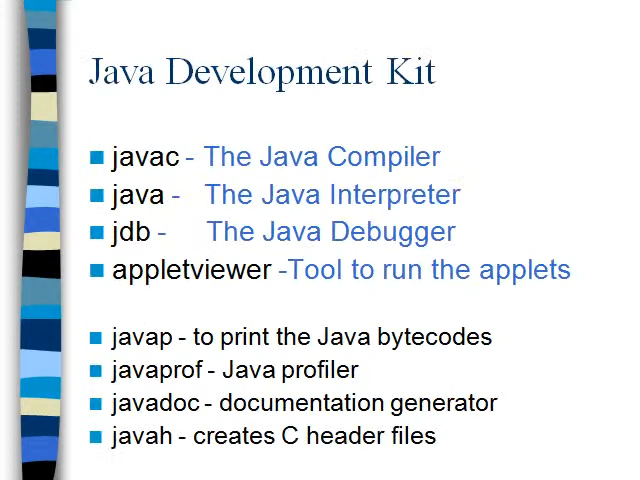 Java Development Kit
javac - The Java Compiler
java - The Java Interpreter
jdb - The Java Debugger
appletviewer -Tool to run the applets
javap - to print the Java bytecodes
javaprof - Java profiler
javadoc - documentation generator
javah - creates C header files